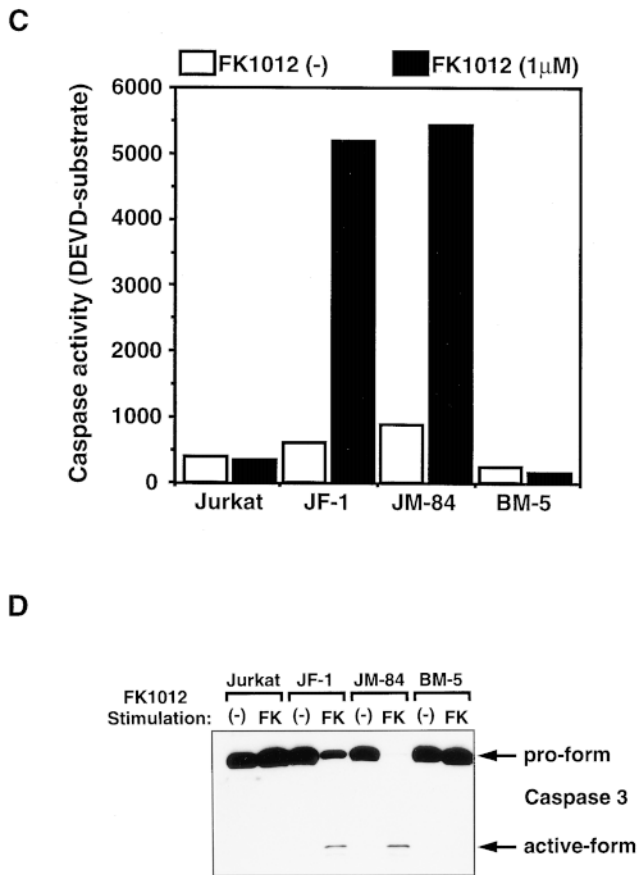 C
FK1012 (-) FK1012 (1μM)
Caspase activity (DEVD-substrate)
6000
5000
4000
3000
2000
1000
0
Jurkat JF-1 JM-84 BM-5
D
Jurkat JF-1 JM-84 BM-5
FK1012
Stimulation: (-) FK (-) FK (-) FK (-) FK
pro-form
Caspase 3
active-form